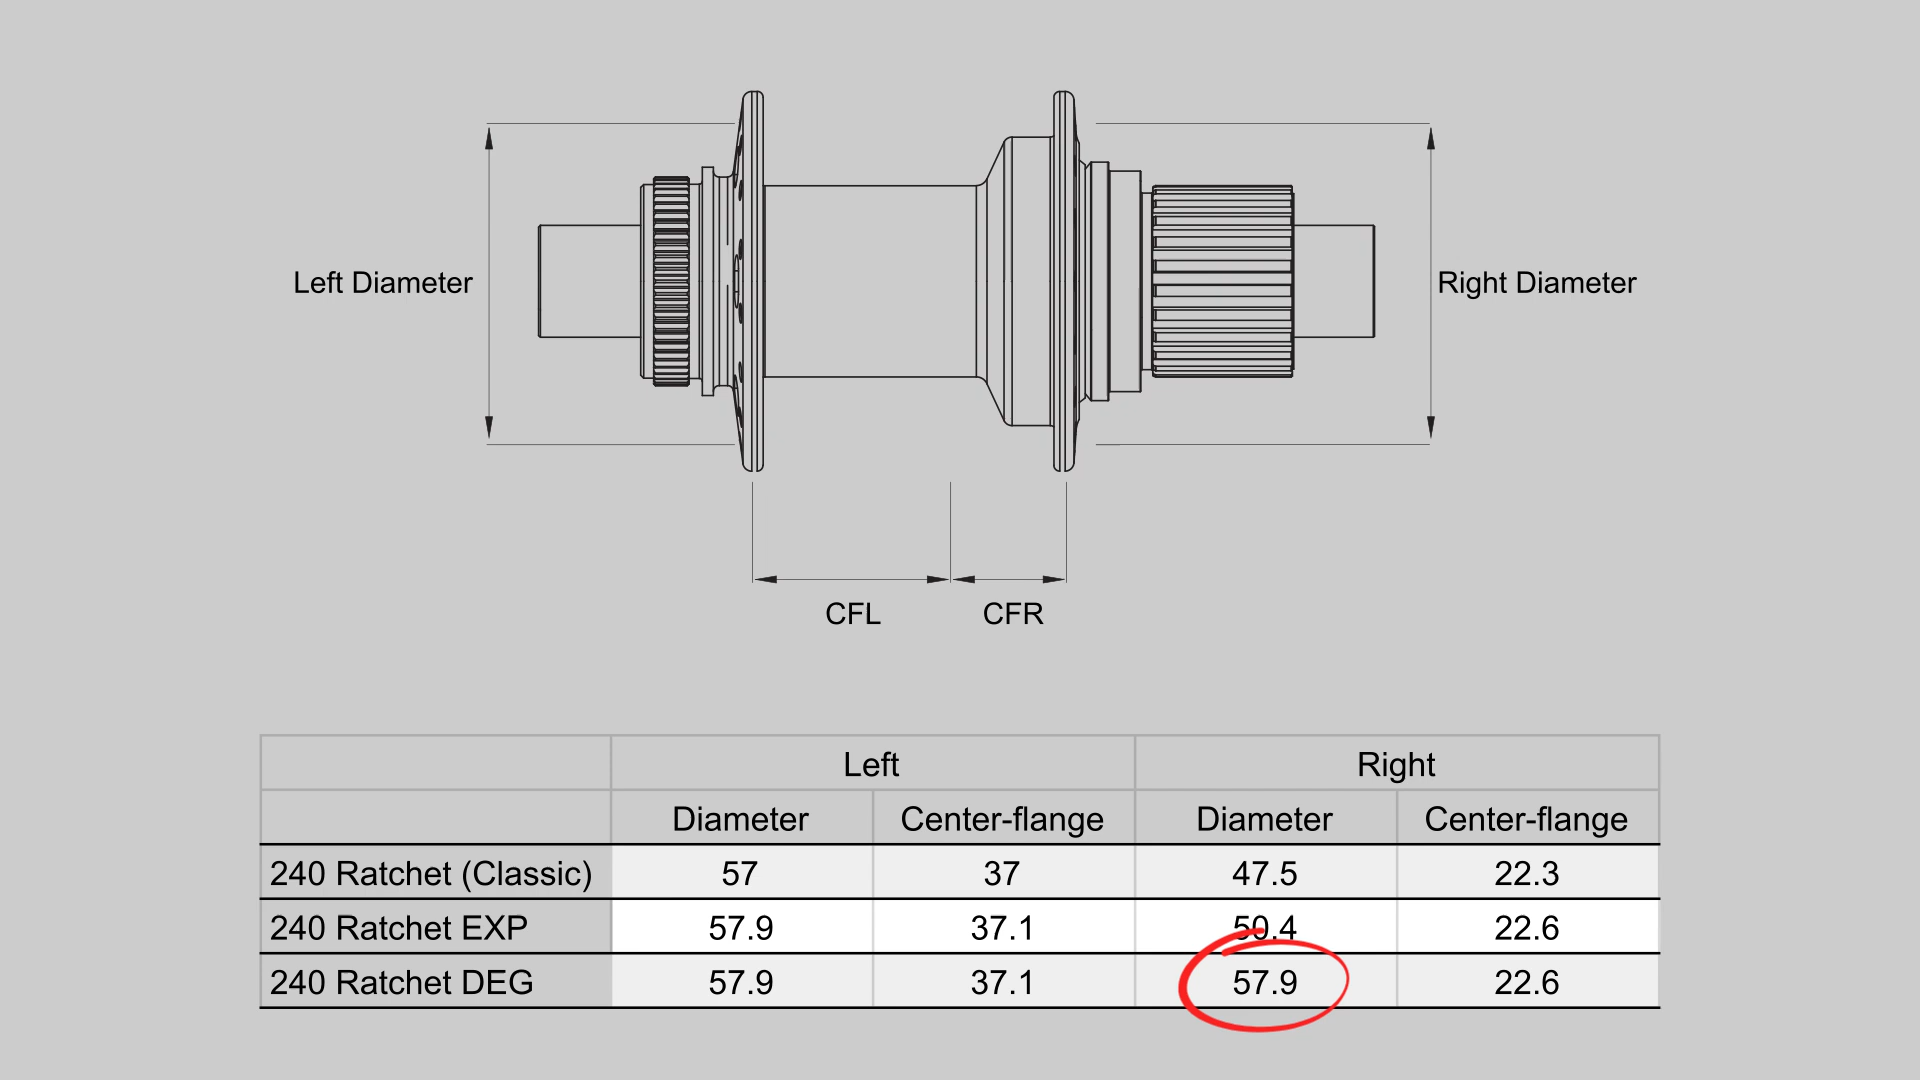 Left Diameter
Right Diameter
CFL CFR
Left Right
Diameter Center-flange Diameter Center-flange
240 Ratchet (Classic) 57 37 47.5 22.3
240 Ratchet EXP 57.9 37.1 50.4 22.6
240 Ratchet DEG 57.9 37.1 57.9 22.6